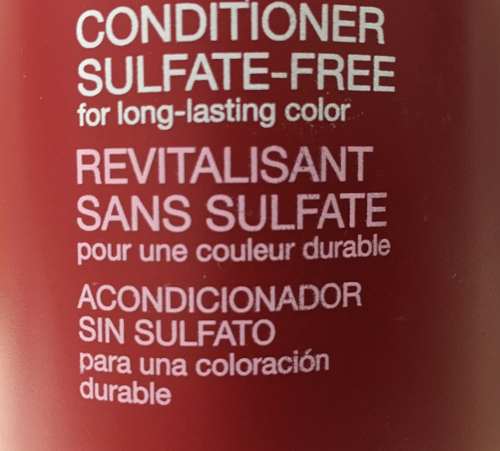 CONDITIONER
SULFATE-FREE
for long-lasting color
REVITALISANT
SANS SULFATE
pour une couleur durable
ACONDICIONADOR
SIN SULFATO
para una coloración
durable